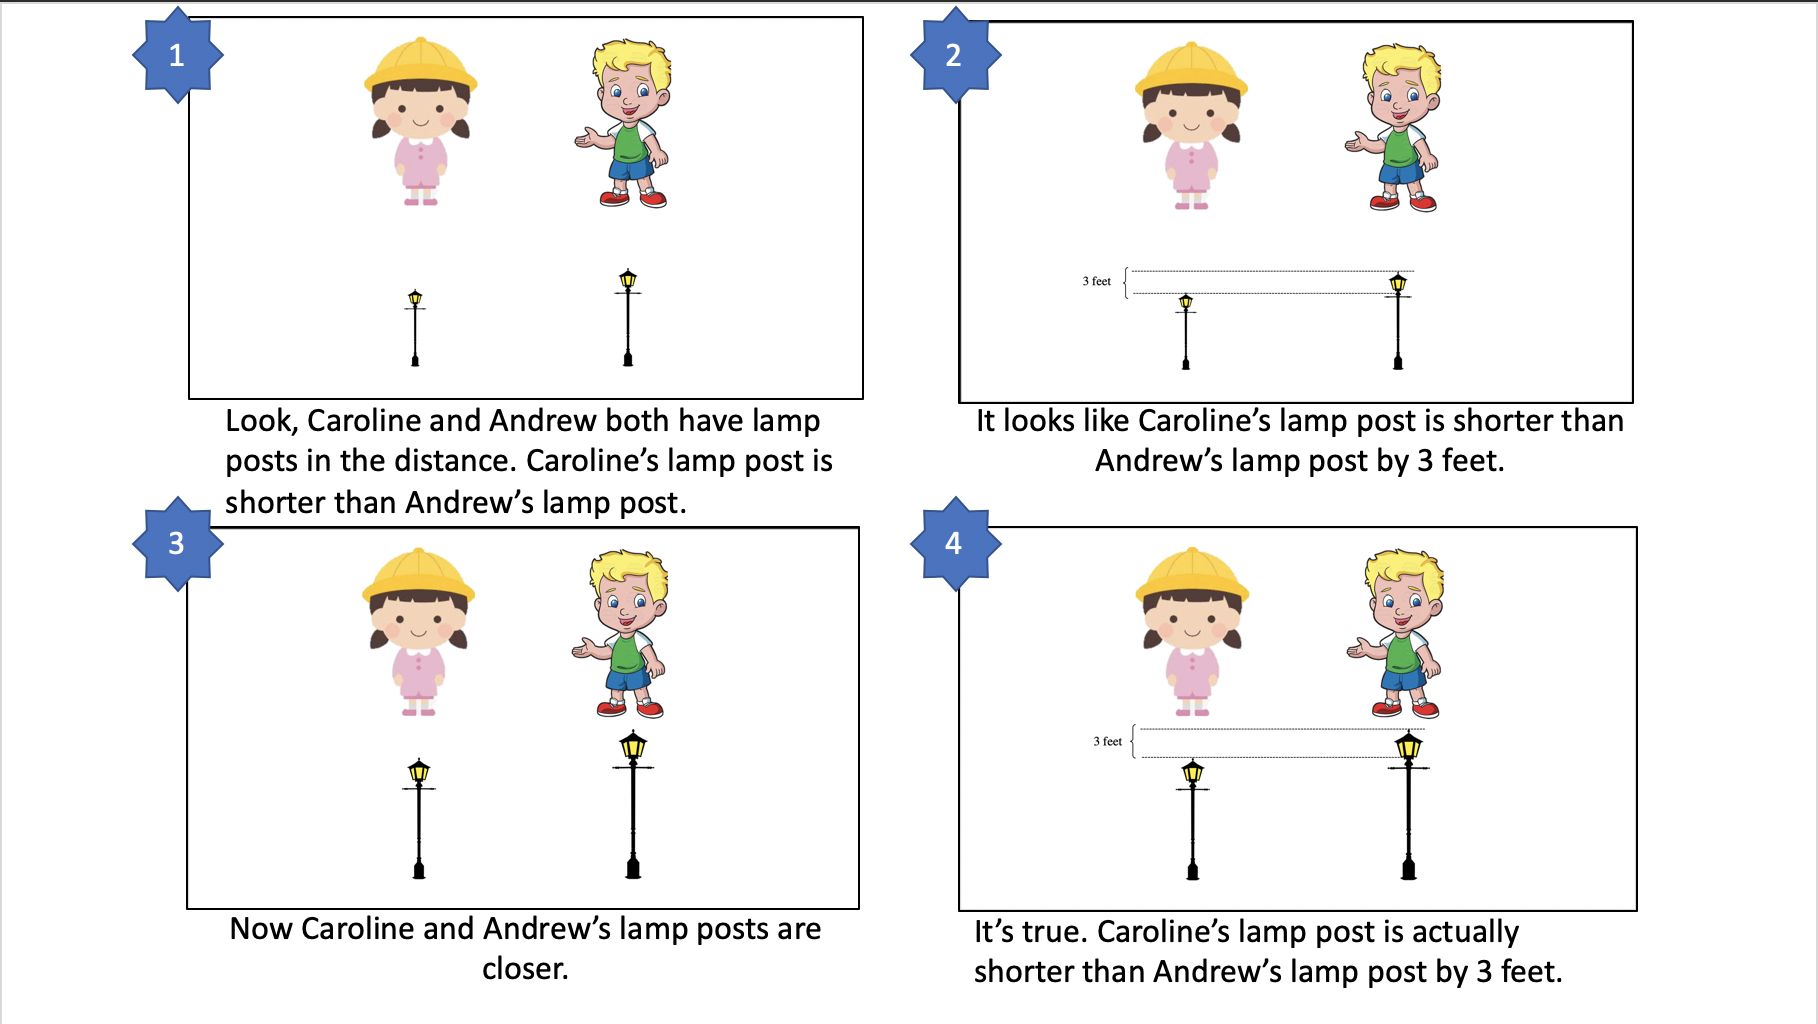 1
Look, Caroline and Andrew both have lamp
posts in the distance. Caroline’s lamp post is
shorter than Andrew’s lamp post.
2
3 feet
It looks like Caroline’s lamp post is shorter than
Andrew’s lamp post by 3 feet.
3
Now Caroline and Andrew’s lamp posts are
closer.
4
3 feet
It’s true. Caroline’s lamp post is actually
shorter than Andrew’s lamp post by 3 feet.